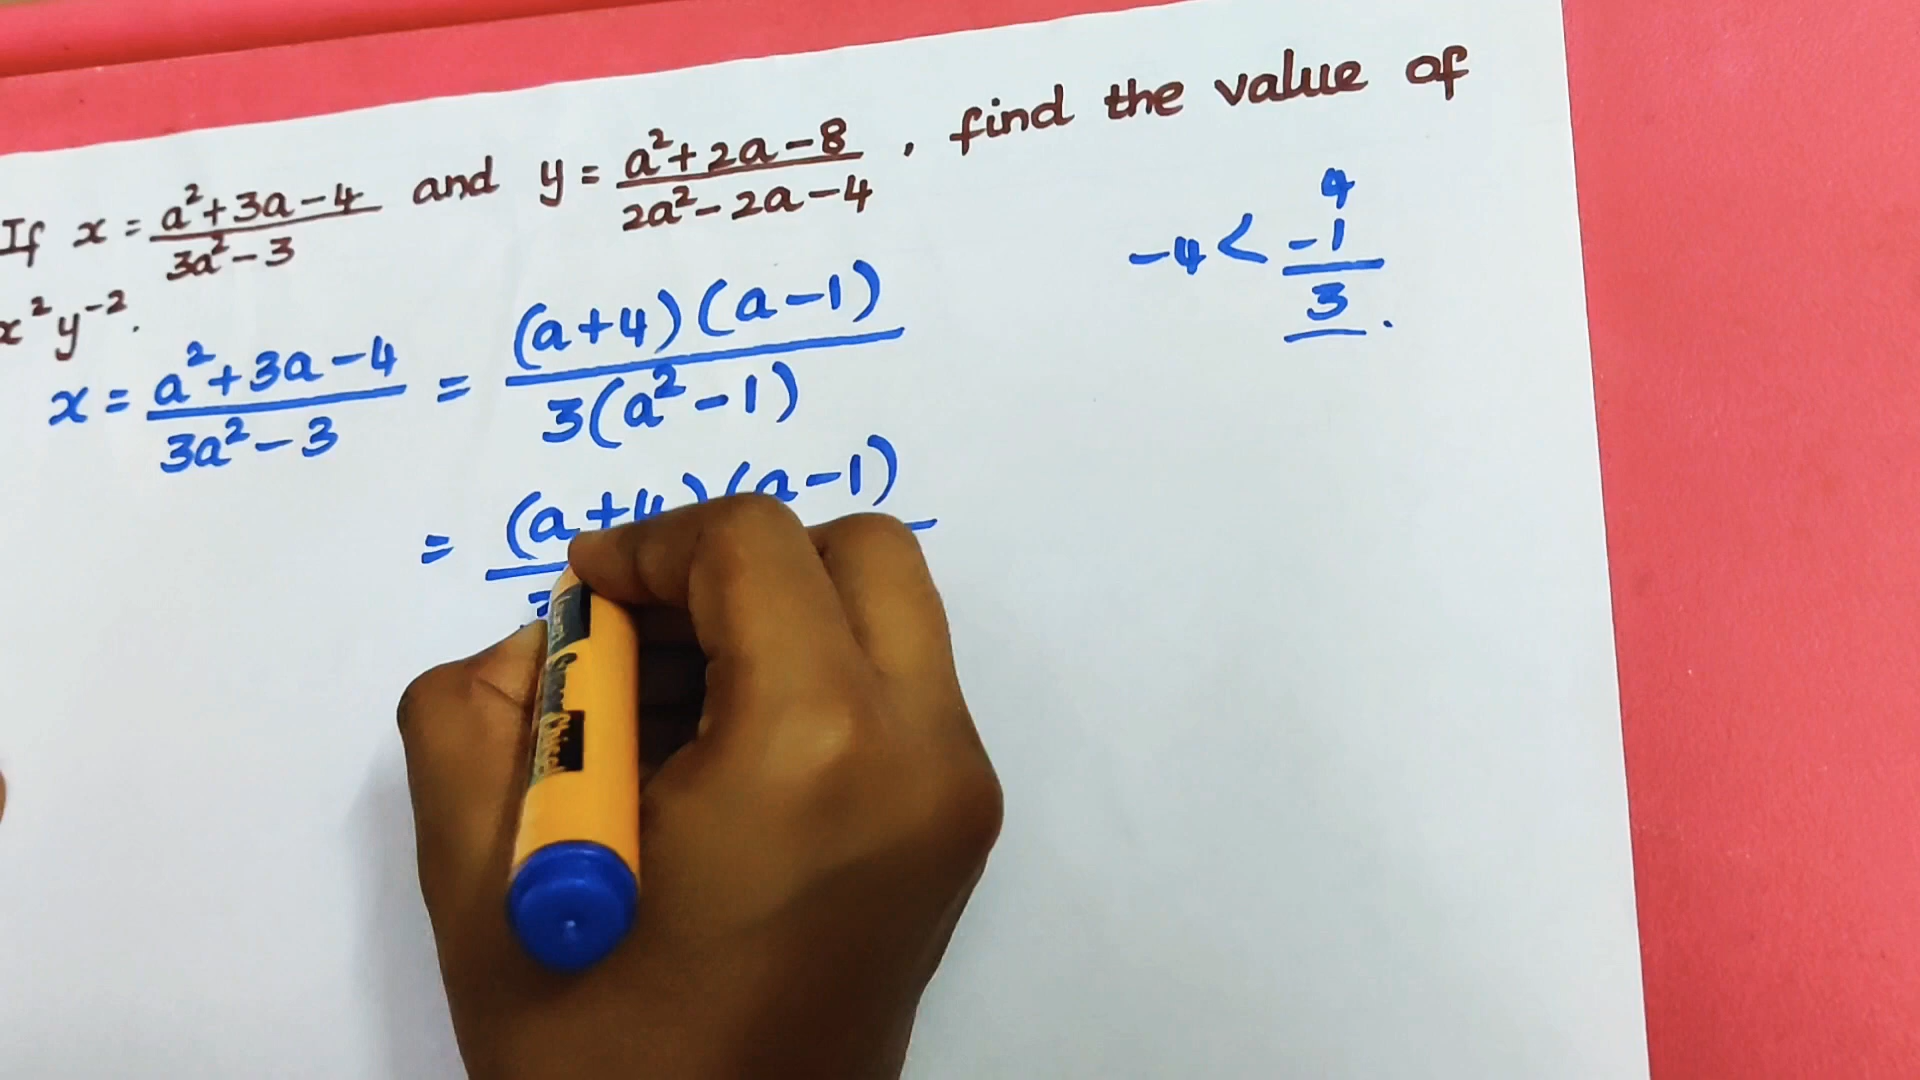 If x = (a²+3a-4)/(3a²-3) and y = (a²+2a-8)/(2a²-2a-4), find the value of
x²y⁻².
x = (a²+3a-4)/(3a²-3) = ((a+4)(a-1))/(3(a²-1))
-4 < 4
-1
3.
= (a+4)(a-1)